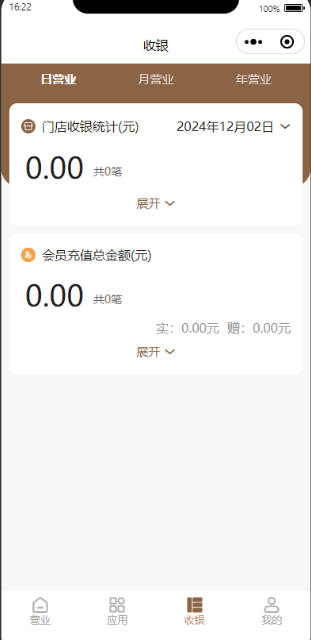 16:22
100%
收银
日营业
月营业
年营业
门店收银统计(元)
2024年12月02日
0.00 共0笔
展开
会员充值总金额(元)
0.00 共0笔
实：0.00元 赠：0.00元
展开
营业
应用
收银
我的